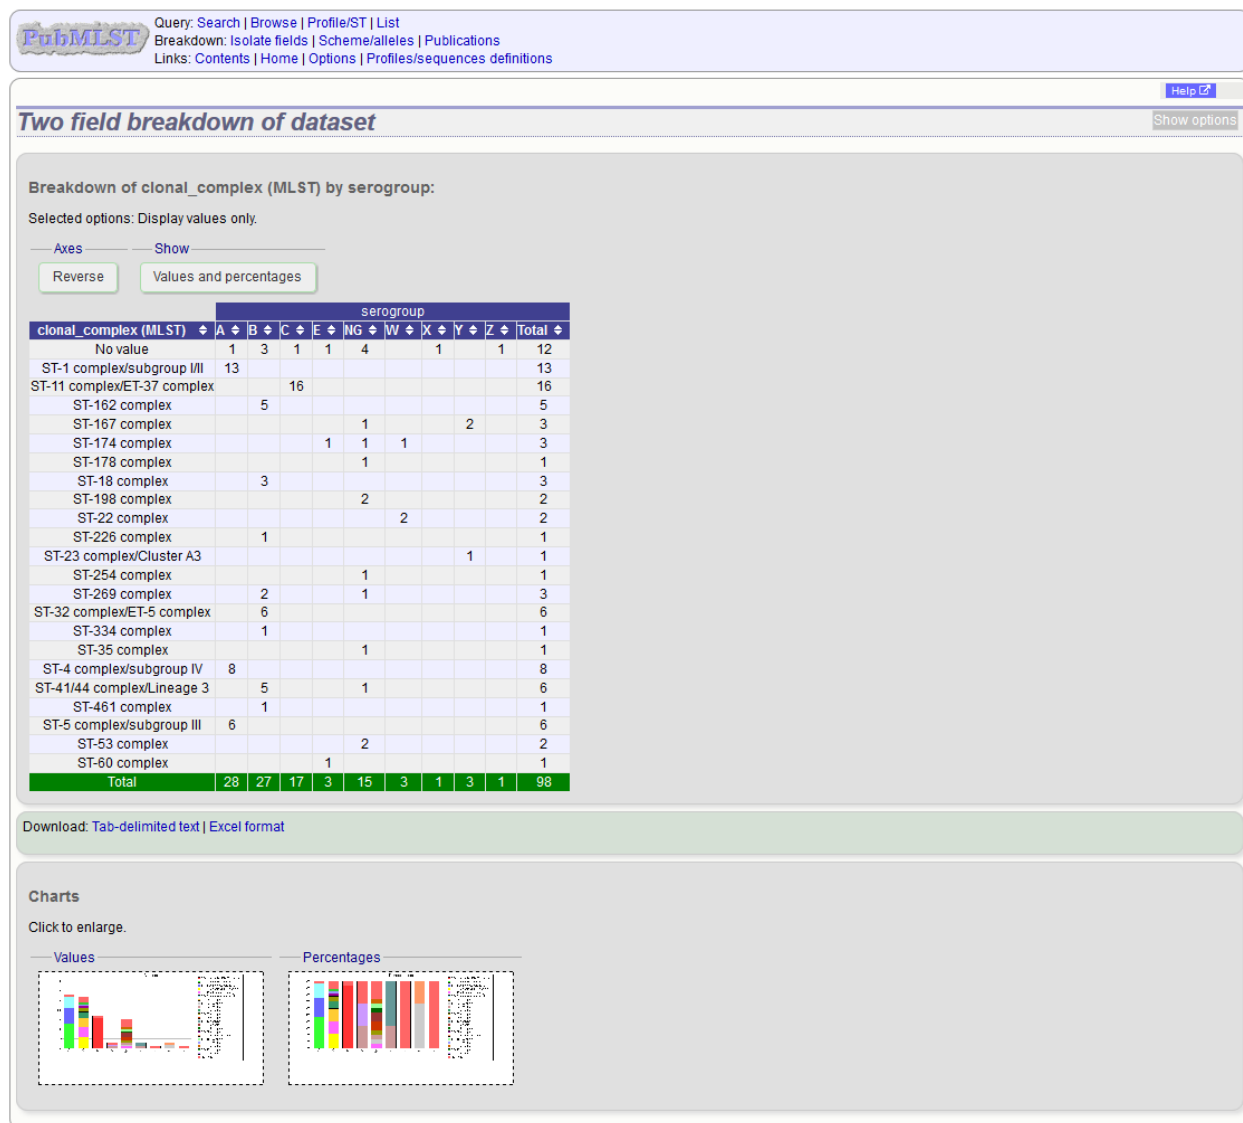 PubMLST
Query: Search | Browse | Profile/ST | List
Breakdown: Isolate fields | Scheme/alleles | Publications
Links: Contents | Home | Options | Profiles/sequences definitions
Help
Two field breakdown of dataset
Show options
Breakdown of clonal_complex (MLST) by serogroup:
Selected options: Display values only.
Axes Show
Reverse Values and percentages
serogroup
clonal_complex (MLST) A B C E NG W X Y Z Total
No value 1 3 1 1 4 1 1 12
ST-1 complex/subgroup I/II 13 13
ST-11 complex/ET-37 complex 16 16
ST-162 complex 5 5
ST-167 complex 1 2 3
ST-174 complex 1 1 1 3
ST-178 complex 1 1
ST-18 complex 3 3
ST-198 complex 2 2
ST-22 complex 2 2
ST-226 complex 1 1
ST-23 complex/Cluster A3 1 1
ST-254 complex 1 1
ST-269 complex 2 1 3
ST-32 complex/ET-5 complex 6 6
ST-334 complex 1 1
ST-35 complex 1 1
ST-4 complex/subgroup IV 8 8
ST-41/44 complex/Lineage 3 5 1 6
ST-461 complex 1 1
ST-5 complex/subgroup III 6 6
ST-53 complex 2 2
ST-60 complex 1 1
Total 28 27 17 3 15 3 1 3 1 98
Download: Tab-delimited text | Excel format
Charts
Click to enlarge.
Values Percentages